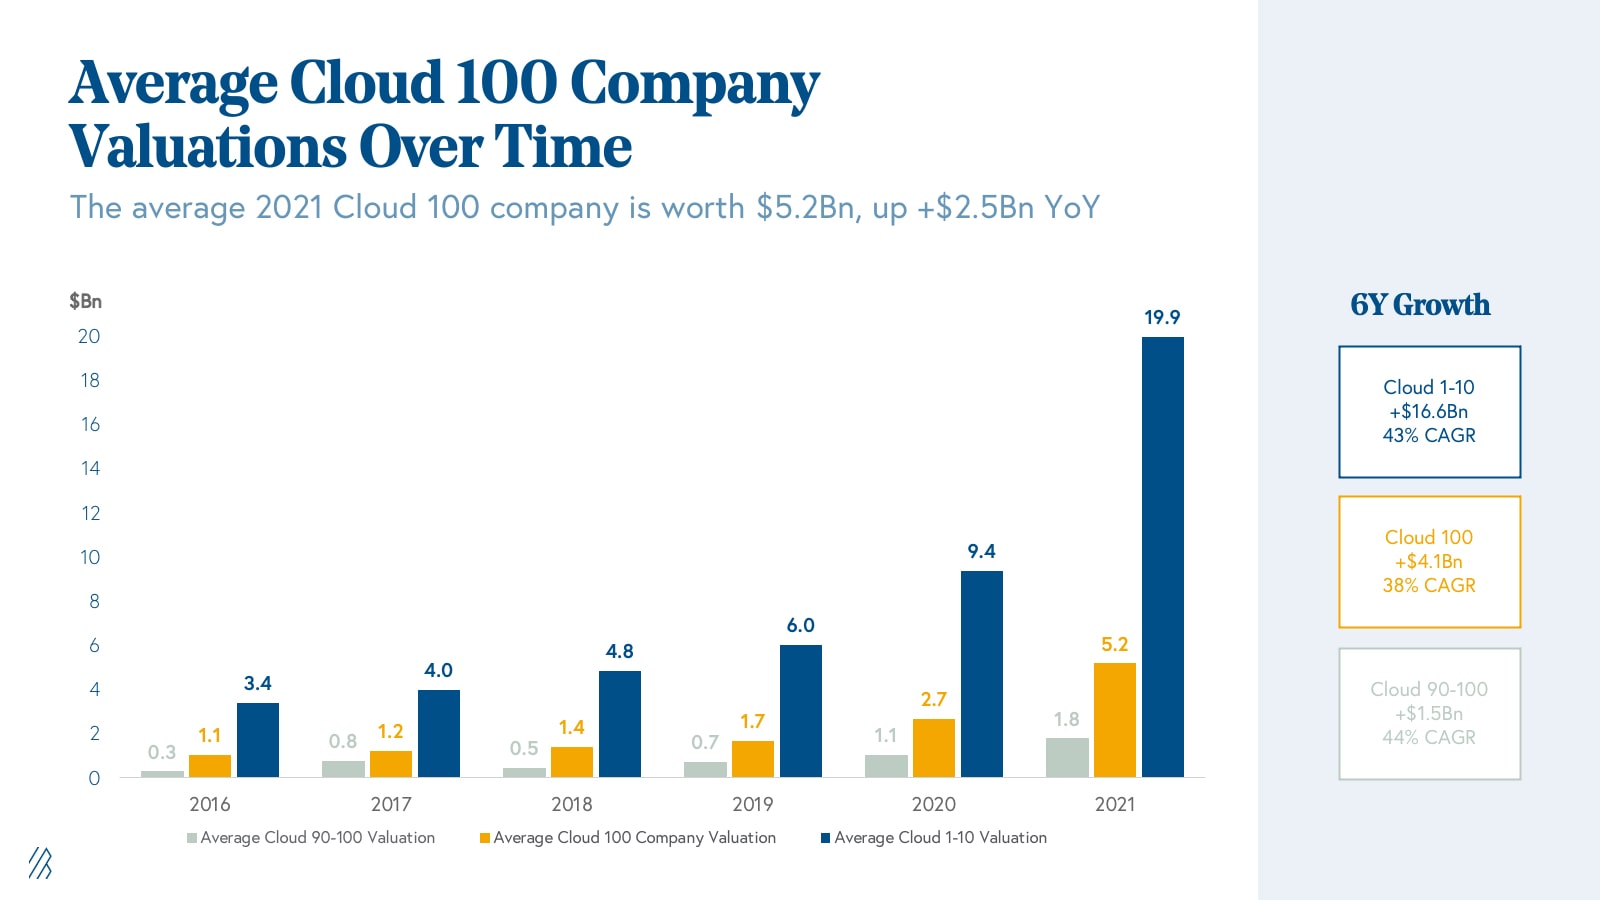 Average Cloud 100 Company
Valuations Over Time
The average 2021 Cloud 100 company is worth $5.2Bn, up +$2.5Bn YoY
$Bn
20
18
16
14
12
10
8
6
4
2
0
0.3
1.1
3.4
0.8
1.2
4.0
0.5
1.4
4.8
0.7
1.7
6.0
1.1
2.7
9.4
1.8
5.2
19.9
2016
2017
2018
2019
2020
2021
Average Cloud 90-100 Valuation
Average Cloud 100 Company Valuation
Average Cloud 1-10 Valuation
6Y Growth
Cloud 1-10
+$16.6Bn
43% CAGR
Cloud 100
+$4.1Bn
38% CAGR
Cloud 90-100
+$1.5Bn
44% CAGR